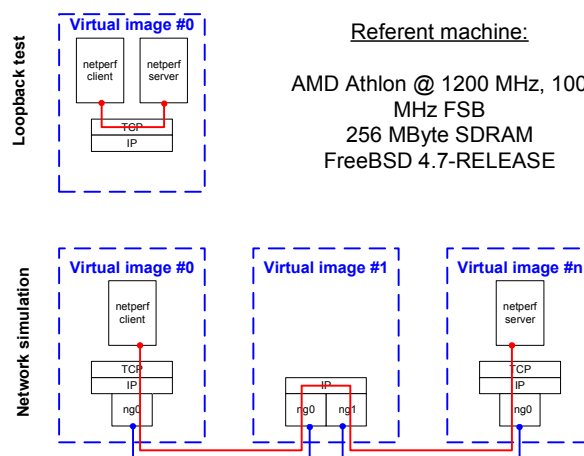 Virtual image #0
Referent machine:
Loopback test
netperf client
netperf server
TCP
IP
AMD Athlon @ 1200 MHz, 100
MHz FSB
256 MByte SDRAM
FreeBSD 4.7-RELEASE
Network simulation
Virtual image #0
netperf
client
TCP
IP
ng0
Virtual image #1
IP
ng0 ng1
Virtual image #n
netperf
server
TCP
IP
ng0